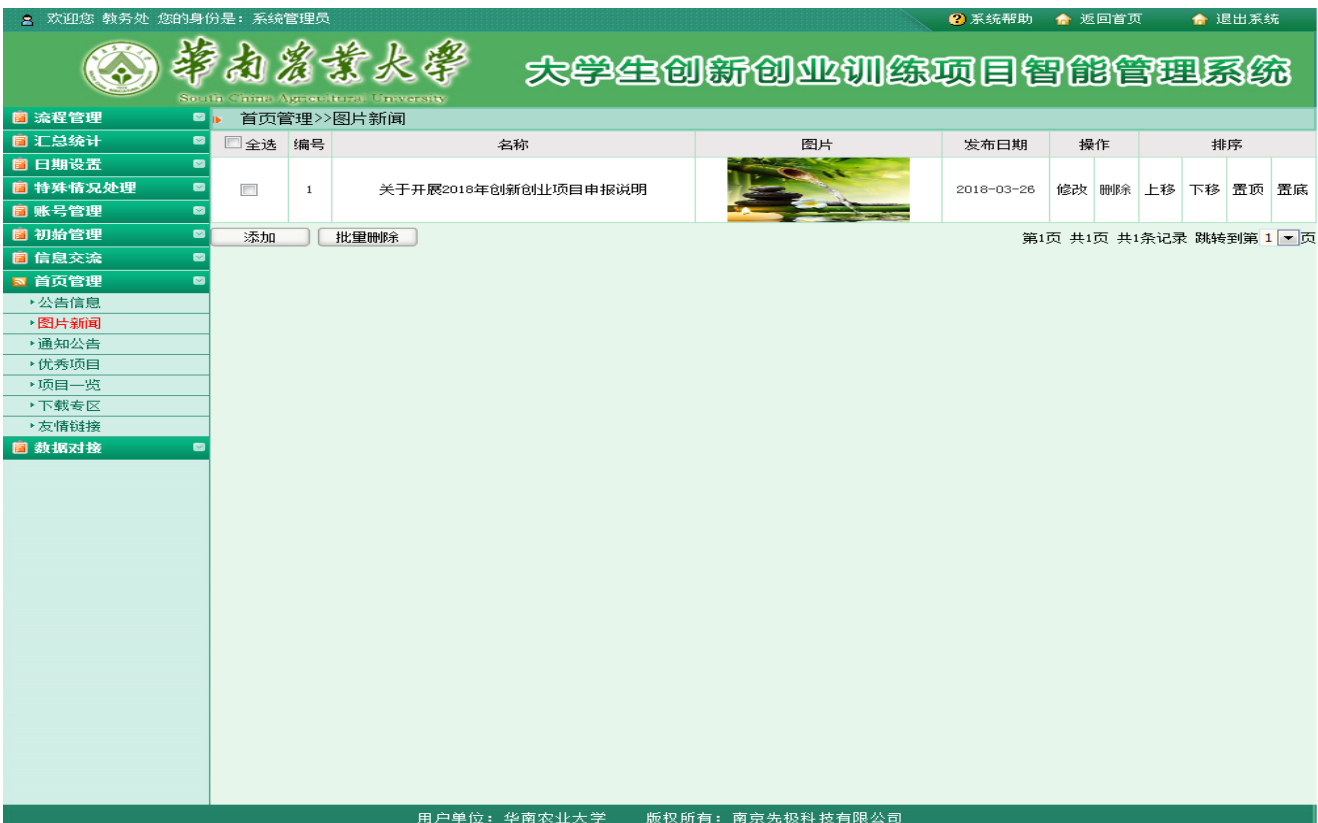 欢迎您 教务处 您的身份是：系统管理员 系统帮助 返回首页 退出系统
華南農業大學 大学生创新创业训练项目智能管理系统
South China Agricultural University
流程管理
汇总统计
日期设置
特殊情况处理
账号管理
初始管理
信息交流
首页管理
公告信息
图片新闻
通知公告
优秀项目
项目一览
下载专区
友情链接
数据对接
首页管理>>图片新闻
全选 编号 名称 图片 发布日期 操作 排序
1 关于开展2018年创新创业项目申报说明 2018-03-26 修改 删除 上移 下移 置顶 置底
添加 批量删除 第1页 共1页 共1条记录 跳转到第 1 页
用户单位：华南农业大学 版权所有：南京先极科技有限公司